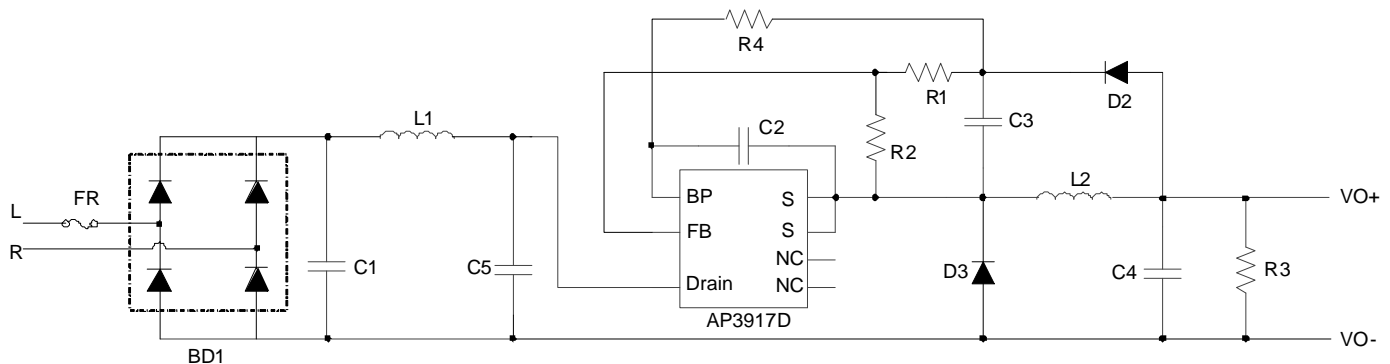 R4
R1
D2
C3
L1
C2
R2
L2
FR
BP
S
VO+
L
FB
S
R
C1
C5
NC
D3
C4
R3
Drain
NC
AP3917D
VO-
BD1